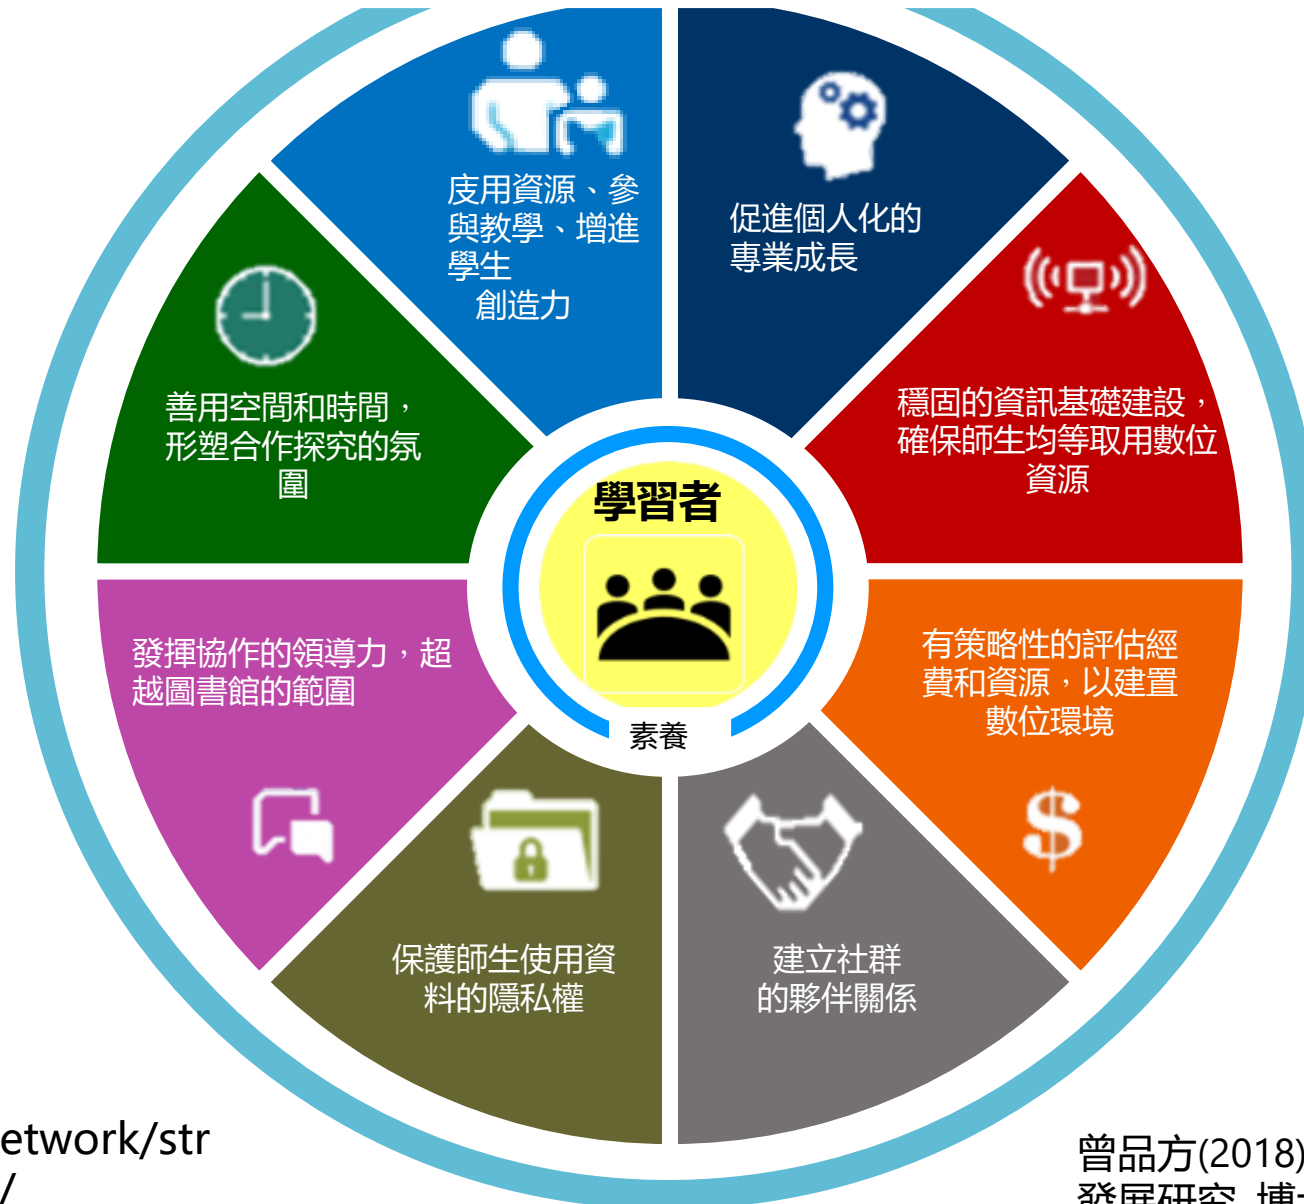 庋用資源、參
與教學、增進
學生
創造力
促進個人化的
專業成長
善用空間和時間，
形塑合作探究的氛
圍
穩固的資訊基礎建設，
確保師生均等取用數位
資源
學習者
素養
發揮協作的領導力，超
越圖書館的範圍
有策略性的評估經
費和資源，以建置
數位環境
保護師生使用資
料的隱私權
建立社群
的夥伴關係
$
etwork/str
/
曾品方(2018)
發展研究 博士